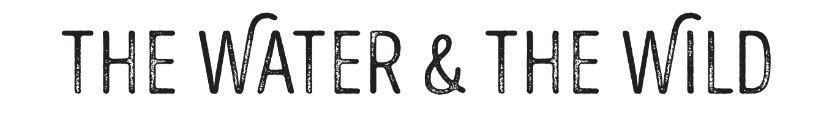 THE WATER & THE WILD